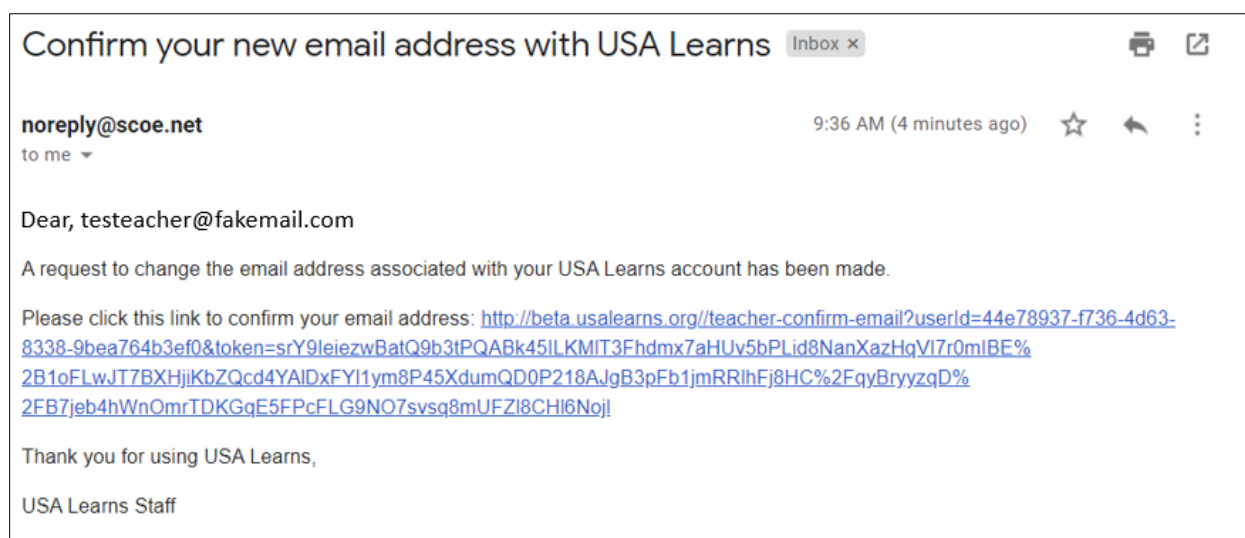 Confirm your new email address with USA Learns Inbox ×
noreply@scoe.net 9:36 AM (4 minutes ago)
to me
Dear, testeacher@fakemail.com
A request to change the email address associated with your USA Learns account has been made.
Please click this link to confirm your email address: http://beta.usalearns.org//teacher-confirm-email?userId=44e78937-f736-4d63-
8338-9bea764b3ef0&token=srY9IeiezwBatQ9b3tPQABk45ILKMlT3Fhdmx7aHUv5bPLid8NanXazHqVl7r0mIBE%
2B1oFLwJT7BXHjiKbZQcd4YAlDxFYl1ym8P45XdumQD0P218AJgB3pFb1jmRRlhFj8HC%2FqyBryyzqD%
2FB7jeb4hWnOmrTDKGqE5FPcFLG9NO7svsq8mUFZl8CHl6Nojl
Thank you for using USA Learns,
USA Learns Staff